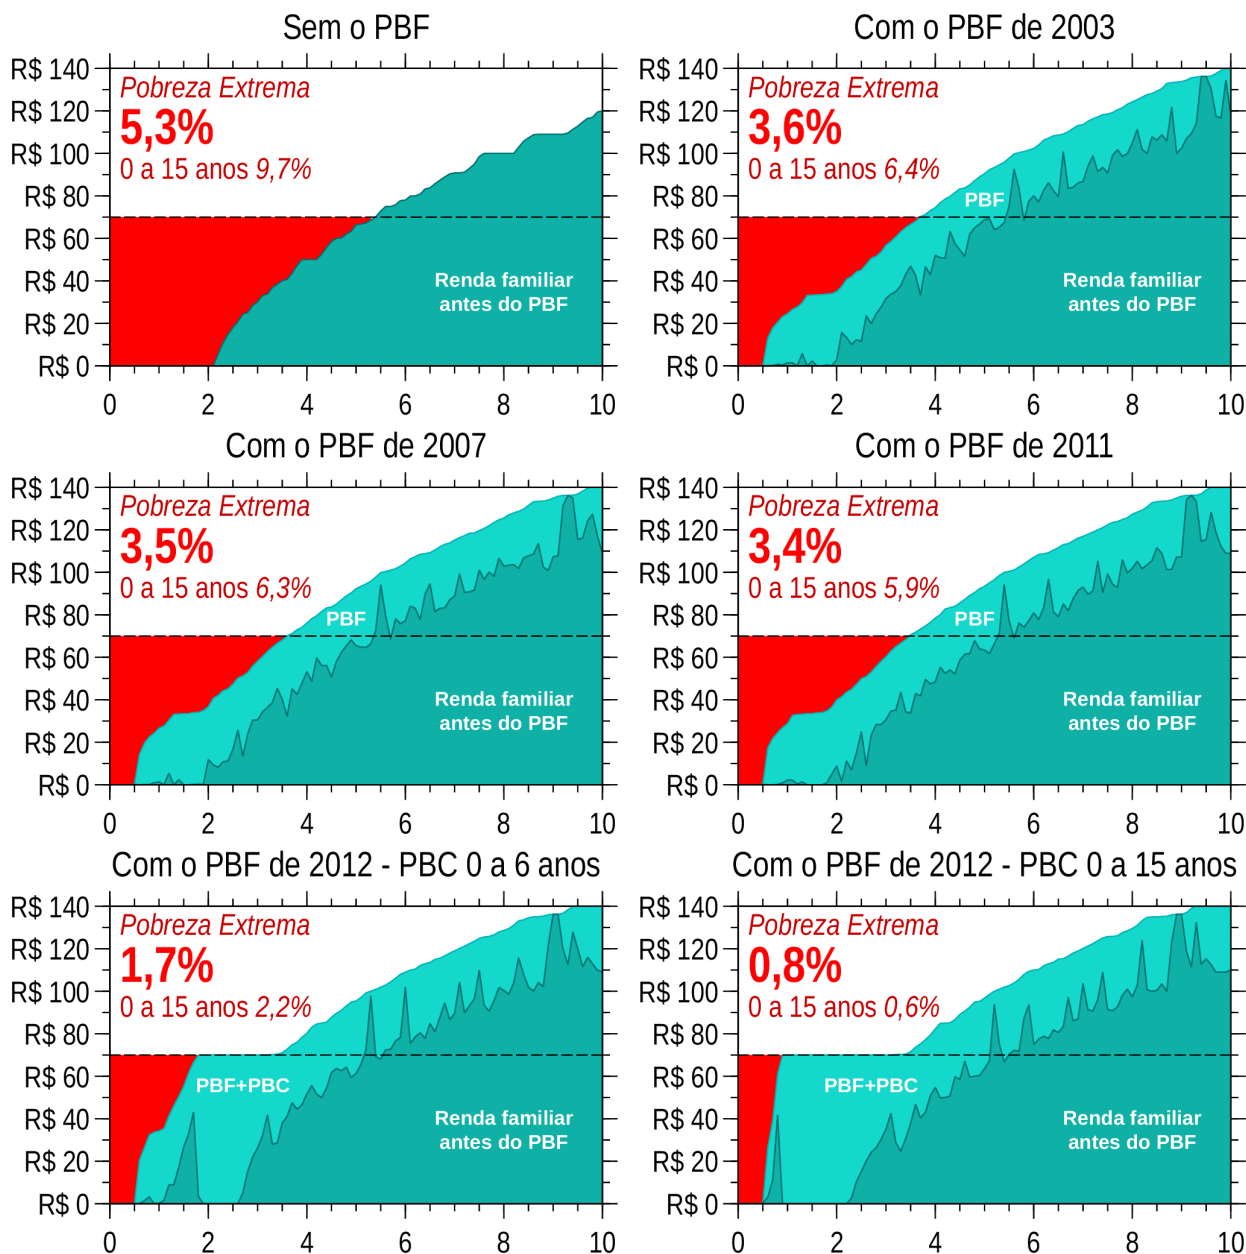 Sem o PBF
R$ 140
R$ 120
R$ 100
R$ 80
R$ 60
R$ 40
R$ 20
R$ 0
Pobreza Extrema
5,3%
0 a 15 anos 9,7%
Renda familiar
antes do PBF
0 2 4 6 8 10
Com o PBF de 2003
R$ 140
R$ 120
R$ 100
R$ 80
R$ 60
R$ 40
R$ 20
R$ 0
Pobreza Extrema
3,6%
0 a 15 anos 6,4%
PBF
Renda familiar
antes do PBF
0 2 4 6 8 10
Com o PBF de 2007
R$ 140
R$ 120
R$ 100
R$ 80
R$ 60
R$ 40
R$ 20
R$ 0
Pobreza Extrema
3,5%
0 a 15 anos 6,3%
PBF
Renda familiar
antes do PBF
0 2 4 6 8 10
Com o PBF de 2011
R$ 140
R$ 120
R$ 100
R$ 80
R$ 60
R$ 40
R$ 20
R$ 0
Pobreza Extrema
3,4%
0 a 15 anos 5,9%
PBF
Renda familiar
antes do PBF
0 2 4 6 8 10
Com o PBF de 2012 - PBC 0 a 6 anos
R$ 140
R$ 120
R$ 100
R$ 80
R$ 60
R$ 40
R$ 20
R$ 0
Pobreza Extrema
1,7%
0 a 15 anos 2,2%
PBF+PBC
Renda familiar
antes do PBF
0 2 4 6 8 10
Com o PBF de 2012 - PBC 0 a 15 anos
R$ 140
R$ 120
R$ 100
R$ 80
R$ 60
R$ 40
R$ 20
R$ 0
Pobreza Extrema
0,8%
0 a 15 anos 0,6%
PBF+PBC
Renda familiar
antes do PBF
0 2 4 6 8 10